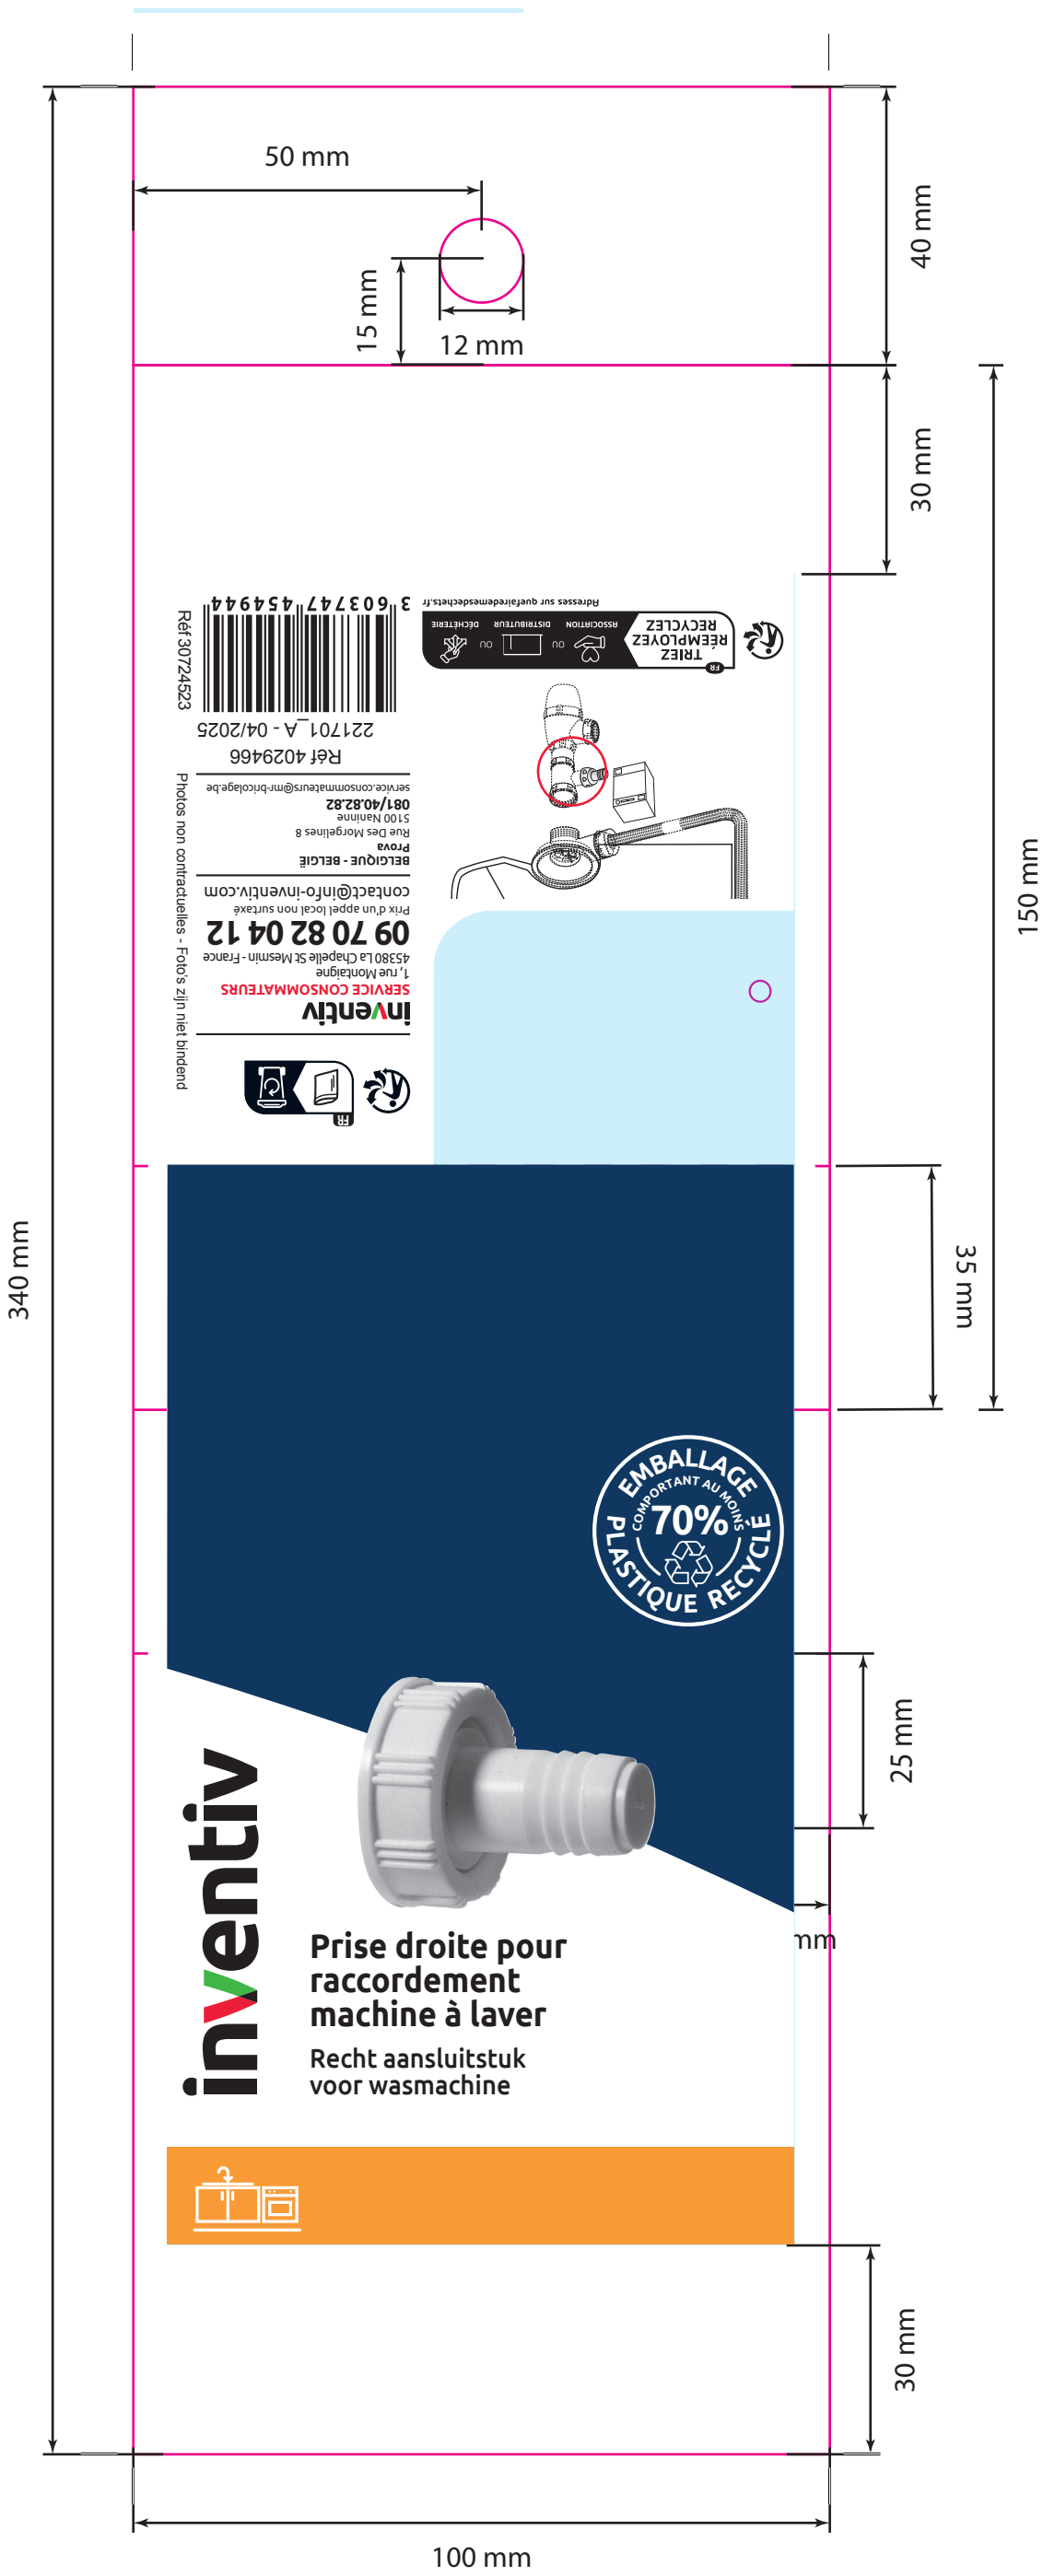 50 mm
40 mm
15 mm
12 mm
30 mm
150 mm
340 mm
35 mm
Adresses sur quefairedemesdechets.fr
FR
TRIEZ
RÉEMPLOYEZ
RECYCLEZ
ASSOCIATION
OU
DISTRIBUTEUR
OU
DÉCHÈTERIE
3 603747 454944
Réf 30724523
221701_A - 04/2025
Réf 4029466
service.consommateurs@mr-bricolage.be
081/40.82.82
5100 Naninne
Rue Des Morgelines 8
Prova
BELGIQUE - BELGIË
contact@info-inventiv.com
Prix d'un appel local non surtaxé
09 70 82 04 12
45380 La Chapelle St Mesmin - France
1, rue Montaigne
SERVICE CONSOMMATEURS
inventiv
FR
Photos non contractuelles - Foto's zijn niet bindend
EMBALLAGE
COMPORTANT AU MOINS
70%
PLASTIQUE RECYCLÉ
25 mm
mm
inventiv
Prise droite pour
raccordement
machine à laver
Recht aansluitstuk
voor wasmachine
30 mm
100 mm